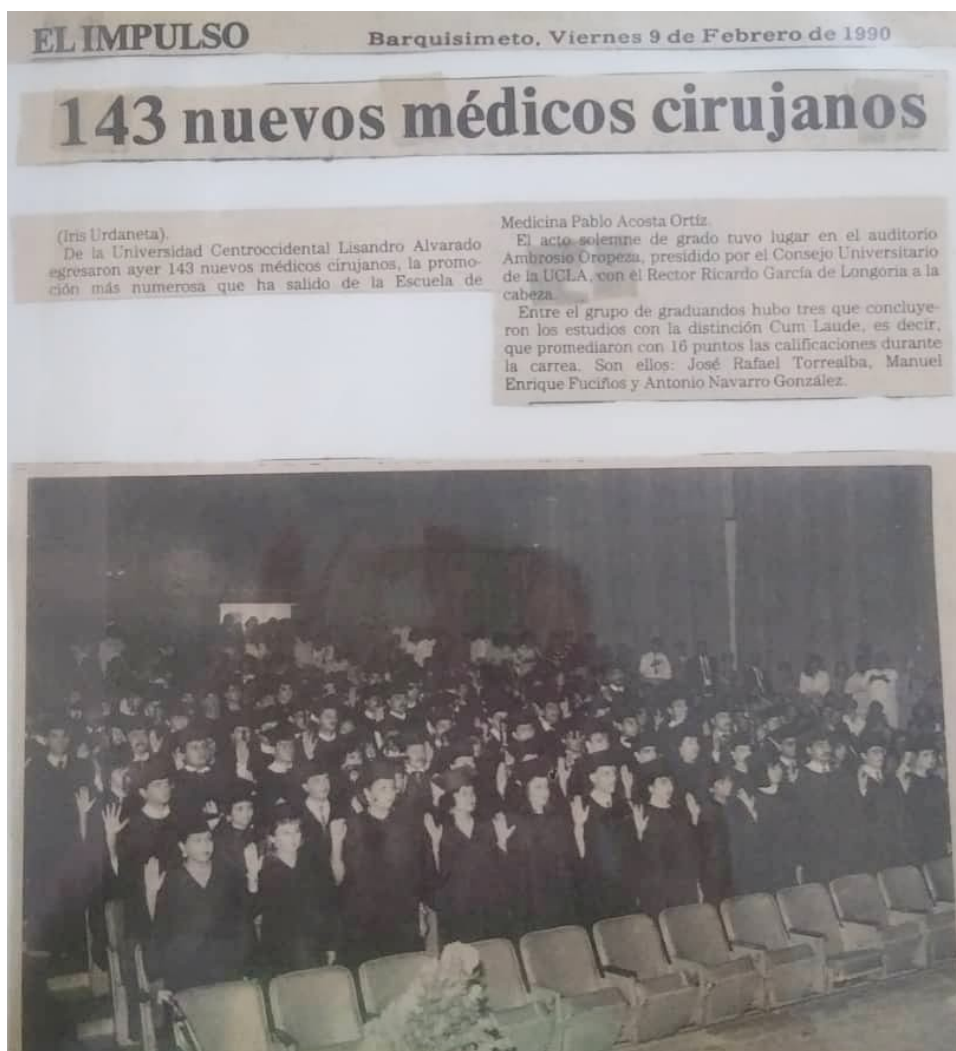 EL IMPULSO
Barquisimeto, Viernes 9 de Febrero de 1990
143 nuevos médicos cirujanos
(Iris Urdaneta).
De la Universidad Centroccidental Lisandro Alvarado
egresaron ayer 143 nuevos médicos cirujanos, la promo-
ción más numerosa que ha salido de la Escuela de
Medicina Pablo Acosta Ortíz.
El acto solemne de grado tuvo lugar en el auditorio
Ambrosio Oropeza, presidido por el Consejo Universitario
de la UCLA, con el Rector Ricardo García de Longoria a la
cabeza.
Entre el grupo de graduandos hubo tres que concluye-
ron los estudios con la distinción Cum Laude, es decir,
que promediaron con 16 puntos las calificaciones durante
la carrea. Son ellos: José Rafael Torrealba, Manuel
Enrique Fuciños y Antonio Navarro González.